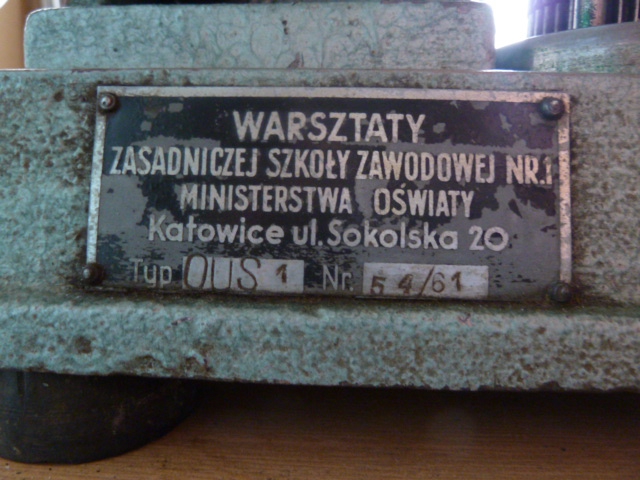 WARSZTATY
ZASADNICZEJ SZKOŁY ZAWODOWEJ NR.1
MINISTERSTWA OŚWIATY
Katowice ul. Sokolska 20
Typ OUS 1 Nr. 54/61